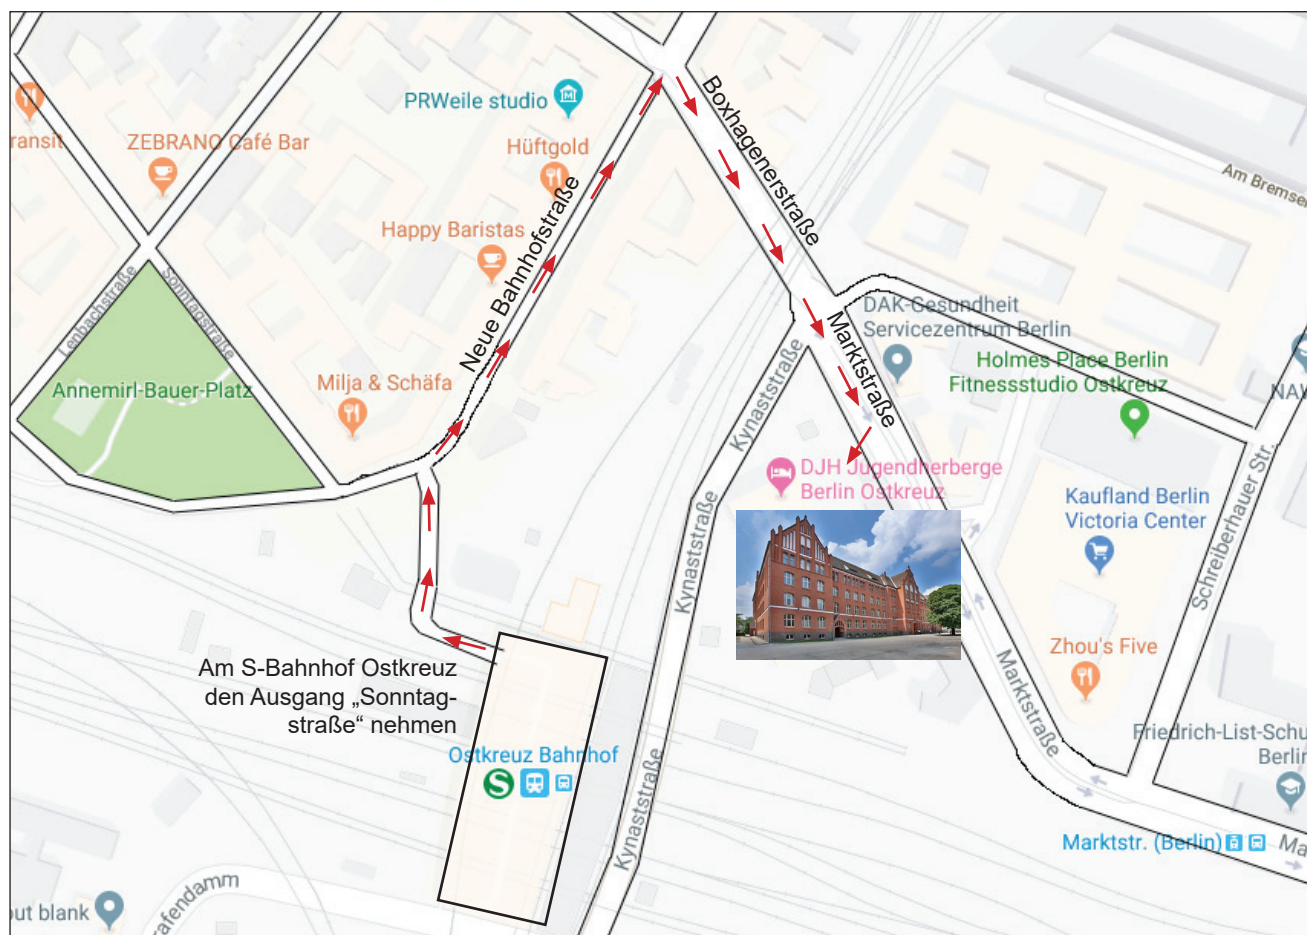 PRWeile studio
Boxhagenerstraße
ZEBRANO Café Bar
Hüftgold
Am Bremse
Happy Baristas
Neue Bahnhofstraße
Lenbachstraße
Sonntagstraße
DAK-Gesundheit
Servicezentrum Berlin
Marktstraße
Holmes Place Berlin
Fitnessstudio Ostkreuz
NAV
Annemirl-Bauer-Platz
Milja & Schäfa
Kynaststraße
DJH Jugendherberge
Berlin Ostkreuz
Kaufland Berlin
Victoria Center
Schreiberhauer Str.
Kynaststraße
Zhou's Five
Am S-Bahnhof Ostkreuz
den Ausgang „Sonntag-
straße“ nehmen
Marktstraße
Friedrich-List-Schu
Berlin
Ostkreuz Bahnhof
S
Kynaststraße
Marktstr. (Berlin)
Ma
afendamm
out blank
ransit